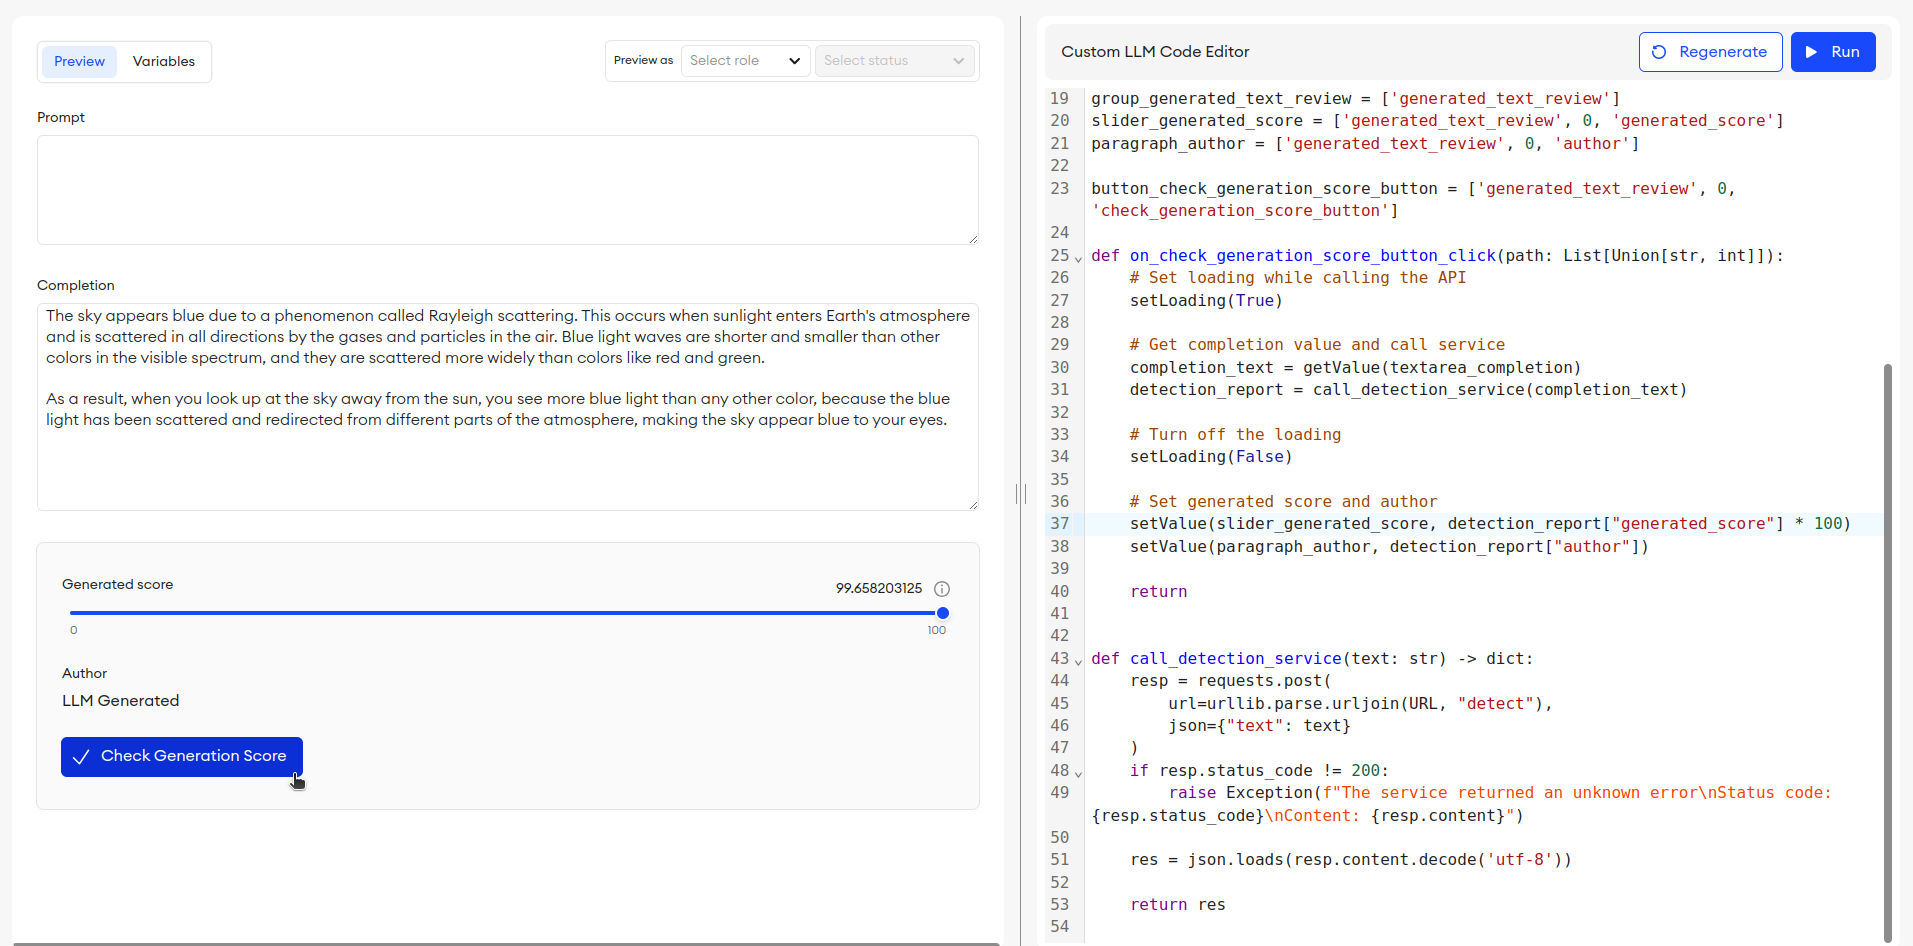 Preview
Variables
Preview as
Select role
Select status
Prompt
Completion
The sky appears blue due to a phenomenon called Rayleigh scattering. This occurs when sunlight enters Earth's atmosphere
and is scattered in all directions by the gases and particles in the air. Blue light waves are shorter and smaller than other
colors in the visible spectrum, and they are scattered more widely than colors like red and green.
As a result, when you look up at the sky away from the sun, you see more blue light than any other color, because the blue
light has been scattered and redirected from different parts of the atmosphere, making the sky appear blue to your eyes.
Generated score
99.658203125
0
100
Author
LLM Generated
Check Generation Score
Custom LLM Code Editor
Regenerate
Run
19 group_generated_text_review = ['generated_text_review']
20 slider_generated_score = ['generated_text_review', 0, 'generated_score']
21 paragraph_author = ['generated_text_review', 0, 'author']
22
23 button_check_generation_score_button = ['generated_text_review', 0,
'check_generation_score_button']
24
25 def on_check_generation_score_button_click(path: List[Union[str, int]]):
26     # Set loading while calling the API
27     setLoading(True)
28
29     # Get completion value and call service
30     completion_text = getValue(textarea_completion)
31     detection_report = call_detection_service(completion_text)
32
33     # Turn off the loading
34     setLoading(False)
35
36     # Set generated score and author
37     setValue(slider_generated_score, detection_report["generated_score"] * 100)
38     setValue(paragraph_author, detection_report["author"])
39
40     return
41
42
43 def call_detection_service(text: str) -> dict:
44     resp = requests.post(
45         url=urllib.parse.urljoin(URL, "detect"),
46         json={"text": text}
47     )
48     if resp.status_code != 200:
49         raise Exception(f"The service returned an unknown error\nStatus code:
{resp.status_code}\nContent: {resp.content}")
50
51     res = json.loads(resp.content.decode('utf-8'))
52
53     return res
54